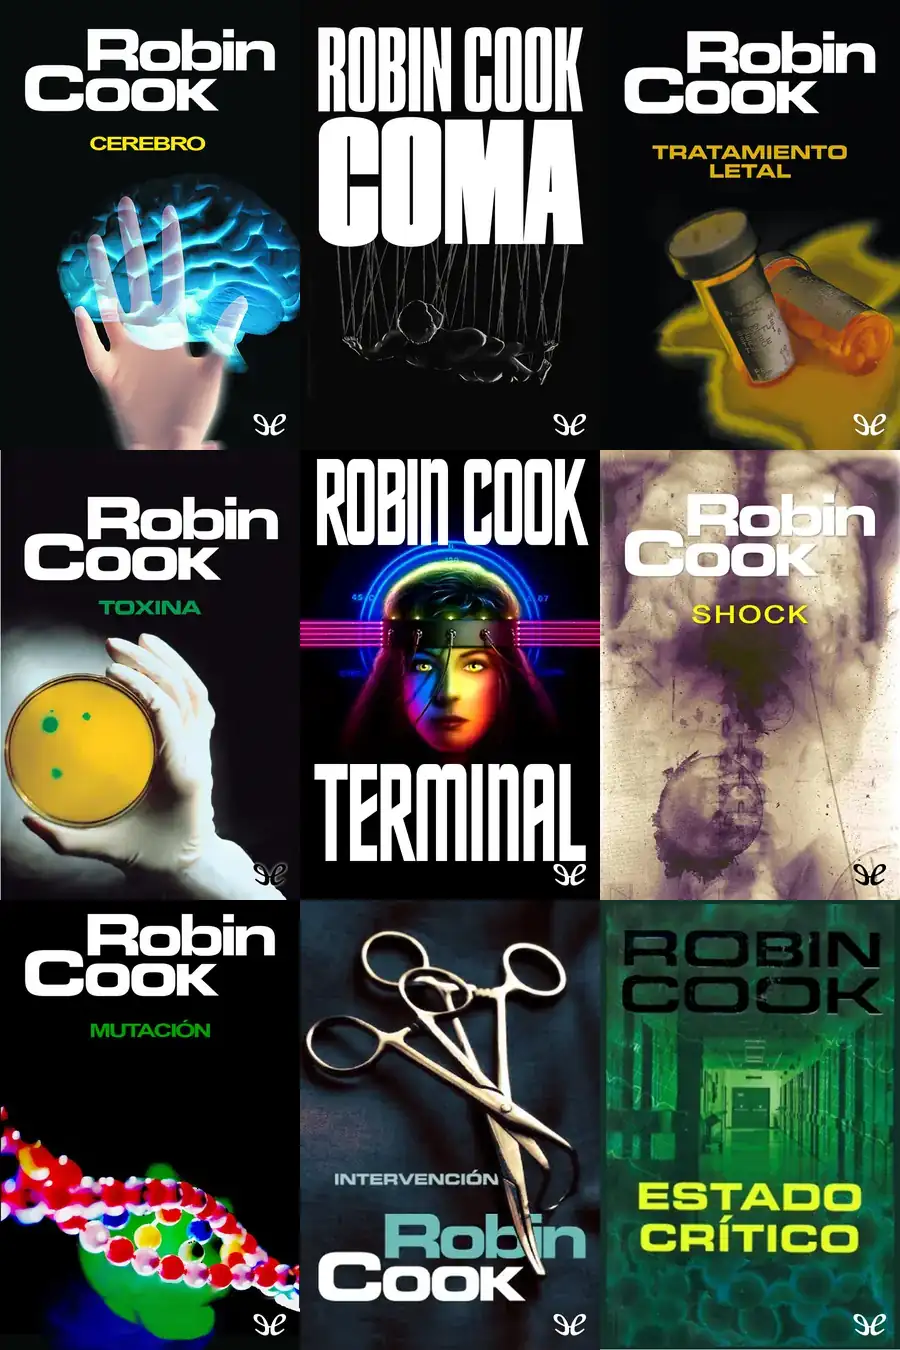 Robin
Cook
CEREBRO
ROBIN COOK
COMA
Robin
Cook
TRATAMIENTO
LETAL
Robin
Cook
TOXINA
ROBIN COOK
TERMINAL
Robin
Cook
SHOCK
Robin
Cook
MUTACIÓN
INTERVENCIÓN
Robin
Cook
ROBIN
COOK
ESTADO
CRÍTICO